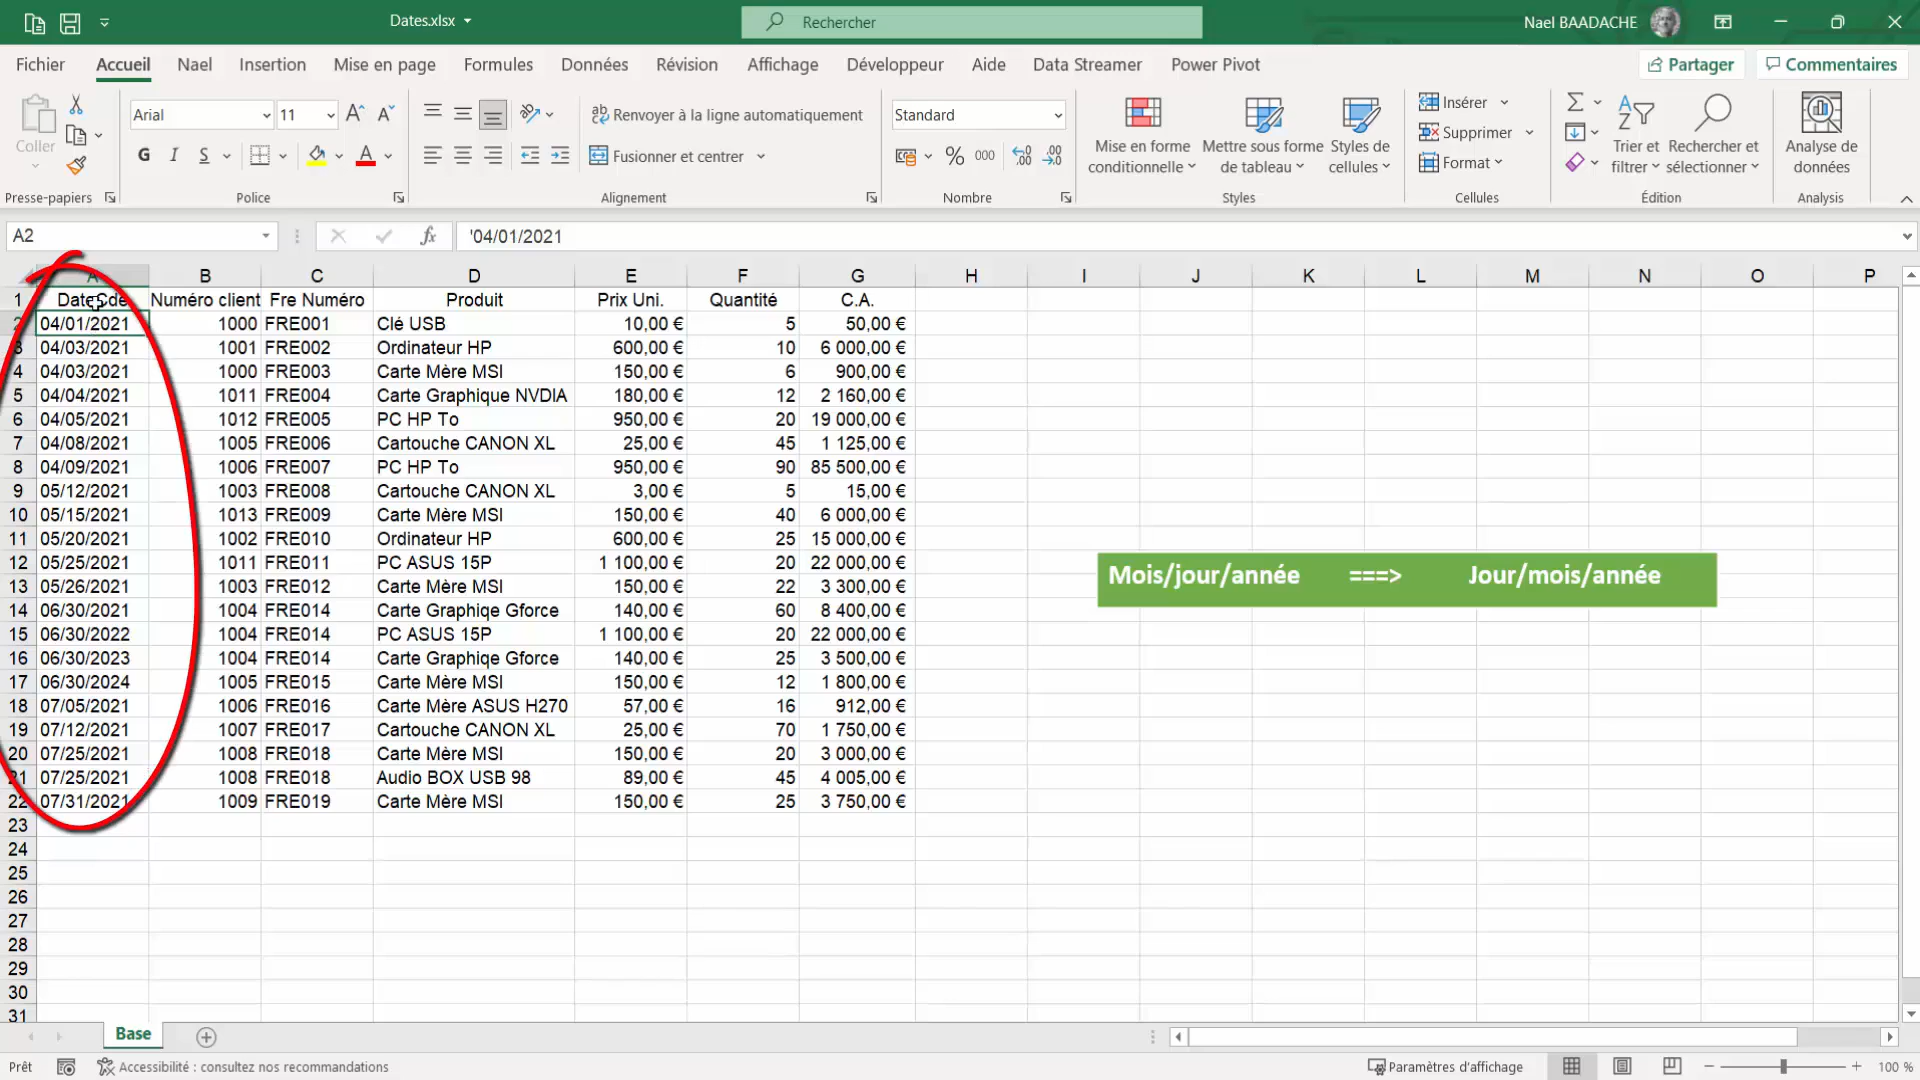 Dates.xlsx
Rechercher
Nael BAADACHE
Fichier Accueil Nael Insertion Mise en page Formules Données Révision Affichage Développeur Aide Data Streamer Power Pivot Partager Commentaires
Coller
Presse-papiers
Arial 11
G I S
Police
Renvoyer à la ligne automatiquement
Fusionner et centrer
Alignement
Standard
% 000
Nombre
Mise en forme
conditionnelle
Mettre sous forme
de tableau
Styles de
cellules
Styles
Insérer
Supprimer
Format
Cellules
Trier et
filtrer
Rechercher et
sélectionner
Édition
Analyse de
données
Analysis
A2 fx '04/01/2021
A B C D E F G H I J K L M N O P
1 Date Cde Numéro client Fre Numéro Produit Prix Uni. Quantité C.A.
2 04/01/2021 1000 FRE001 Clé USB 10,00 € 5 50,00 €
3 04/03/2021 1001 FRE002 Ordinateur HP 600,00 € 10 6 000,00 €
4 04/03/2021 1000 FRE003 Carte Mère MSI 150,00 € 6 900,00 €
5 04/04/2021 1011 FRE004 Carte Graphique NVDIA 180,00 € 12 2 160,00 €
6 04/05/2021 1012 FRE005 PC HP To 950,00 € 20 19 000,00 €
7 04/08/2021 1005 FRE006 Cartouche CANON XL 25,00 € 45 1 125,00 €
8 04/09/2021 1006 FRE007 PC HP To 950,00 € 90 85 500,00 €
9 05/12/2021 1003 FRE008 Cartouche CANON XL 3,00 € 5 15,00 €
10 05/15/2021 1013 FRE009 Carte Mère MSI 150,00 € 40 6 000,00 €
11 05/20/2021 1002 FRE010 Ordinateur HP 600,00 € 25 15 000,00 €
12 05/25/2021 1011 FRE011 PC ASUS 15P 1 100,00 € 20 22 000,00 €
13 05/26/2021 1003 FRE012 Carte Mère MSI 150,00 € 22 3 300,00 €
14 06/30/2021 1004 FRE014 Carte Graphiqe Gforce 140,00 € 60 8 400,00 €
15 06/30/2022 1004 FRE014 PC ASUS 15P 1 100,00 € 20 22 000,00 €
16 06/30/2023 1004 FRE014 Carte Graphiqe Gforce 140,00 € 25 3 500,00 €
17 06/30/2024 1005 FRE015 Carte Mère MSI 150,00 € 12 1 800,00 €
18 07/05/2021 1006 FRE016 Carte Mère ASUS H270 57,00 € 16 912,00 €
19 07/12/2021 1007 FRE017 Cartouche CANON XL 25,00 € 70 1 750,00 €
20 07/25/2021 1008 FRE018 Carte Mère MSI 150,00 € 20 3 000,00 €
21 07/25/2021 1008 FRE018 Audio BOX USB 98 89,00 € 45 4 005,00 €
22 07/31/2021 1009 FRE019 Carte Mère MSI 150,00 € 25 3 750,00 €
23
24
25
26
27
28
29
30
31
Mois/jour/année ===> Jour/mois/année
Base
Prêt Accessibilité : consultez nos recommandations Paramètres d'affichage 100 %